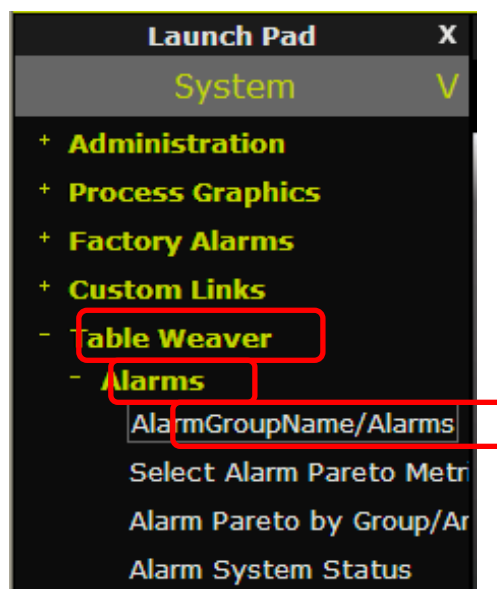 Launch Pad X
System V
+ Administration
+ Process Graphics
+ Factory Alarms
+ Custom Links
- Table Weaver
- Alarms
AlarmGroupName/Alarms
Select Alarm Pareto Metri
Alarm Pareto by Group/Ar
Alarm System Status